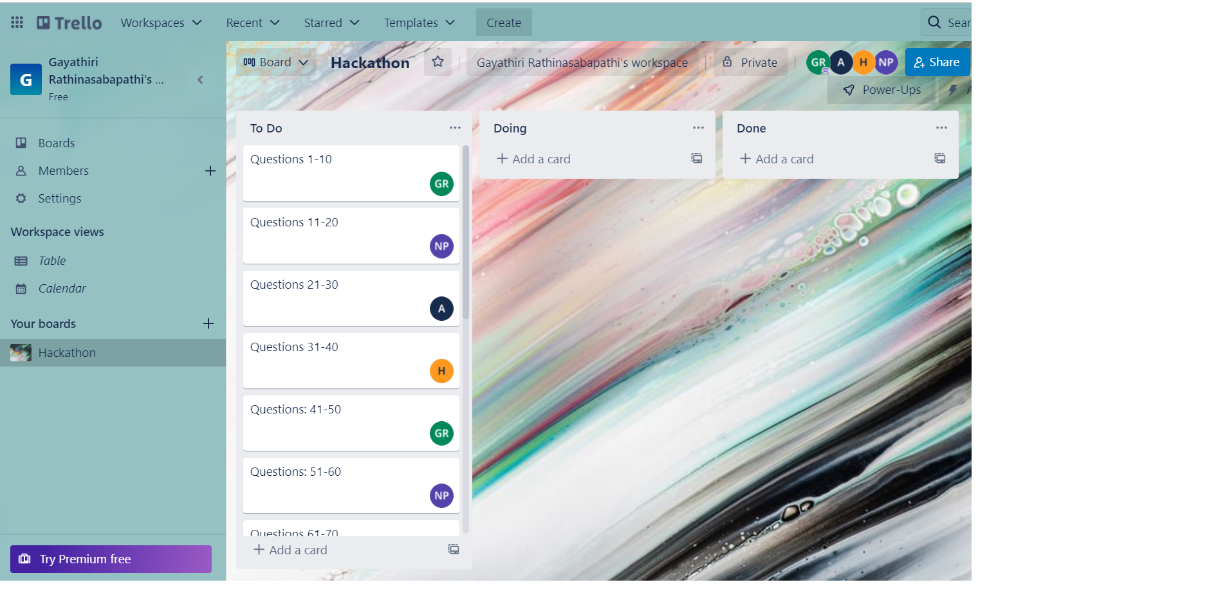 Trello
Workspaces
Recent
Starred
Templates
Create
Sear
G
Gayathiri
Rathinasabapathi's ...
Free
Boards
Members
Settings
Workspace views
Table
Calendar
Your boards
Hackathon
Try Premium free
Board
Hackathon
Gayathiri Rathinasabapathi's workspace
Private
GR
A
H
NP
Share
Power-Ups
To Do
Questions 1-10
GR
Questions 11-20
NP
Questions 21-30
A
Questions 31-40
H
Questions: 41-50
GR
Questions: 51-60
NP
Questions 61-70
Add a card
Doing
Add a card
Done
Add a card